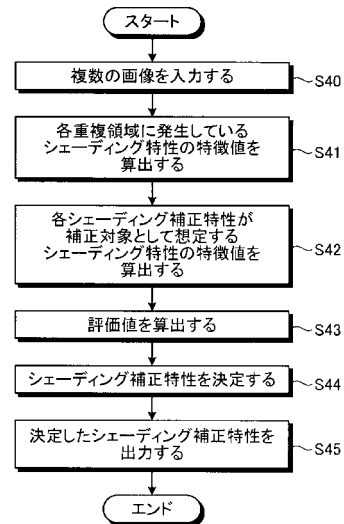 スタート
複数の画像を入力する
S40
各重複領域に発生している
シェーディング特性の特徴値を
算出する
S41
各シェーディング補正特性が
補正対象として想定する
シェーディング特性の特徴値を
算出する
S42
評価値を算出する
S43
シェーディング補正特性を決定する
S44
決定したシェーディング補正特性を
出力する
S45
エンド